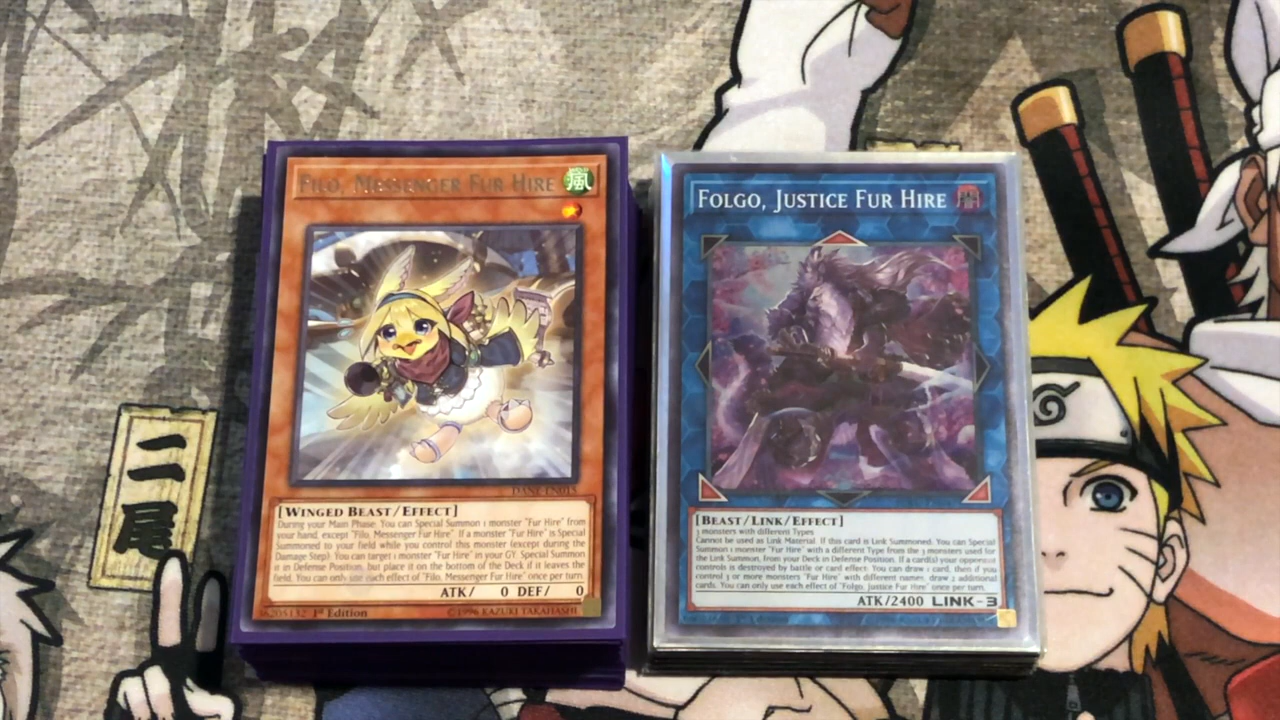 FILO, MESSENGER FUR HIRE
風
DANE-EN015
[WINGED BEAST/EFFECT]
During your Main Phase: You can Special Summon 1 monster "Fur Hire" from
your hand, except "Filo, Messenger Fur Hire". If a monster "Fur Hire" is Special
Summoned to your field while you control this monster (except during the
Damage Step): You can target 1 monster "Fur Hire" in your GY; Special Summon
it in Defense Position, but place it on the bottom of the Deck if it leaves the
field. You can only use each effect of "Filo, Messenger Fur Hire" once per turn.
ATK/ 0 DEF/ 0
1st Edition
©1996 KAZUKI TAKAHASHI
FOLGO, JUSTICE FUR HIRE
闇
[BEAST/LINK/EFFECT]
3 monsters with different Types
Cannot be used as Link Material. If this card is Link Summoned: You can Special
Summon 1 monster "Fur Hire" with a different Type from the 3 monsters used for
the Link Summon, from your Deck in Defense Position. If a card(s) your opponent
controls is destroyed by battle or card effect: You can draw 1 card, then if you
control 3 or more monsters "Fur Hire" with different names, draw 2 additional
cards. You can only use each effect of "Folgo, Justice Fur Hire" once per turn.
ATK/2400 LINK-3
二尾